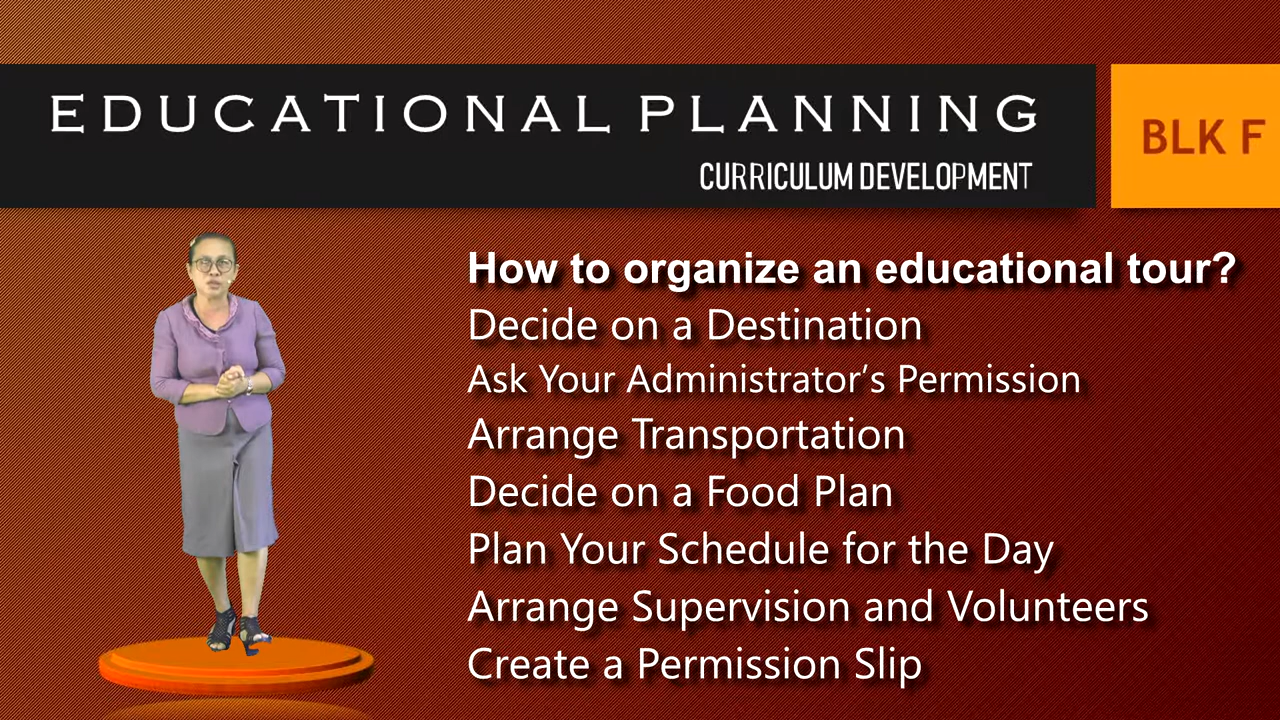 EDUCATIONAL PLANNING
CURRICULUM DEVELOPMENT
BLK F
How to organize an educational tour?
Decide on a Destination
Ask Your Administrator’s Permission
Arrange Transportation
Decide on a Food Plan
Plan Your Schedule for the Day
Arrange Supervision and Volunteers
Create a Permission Slip